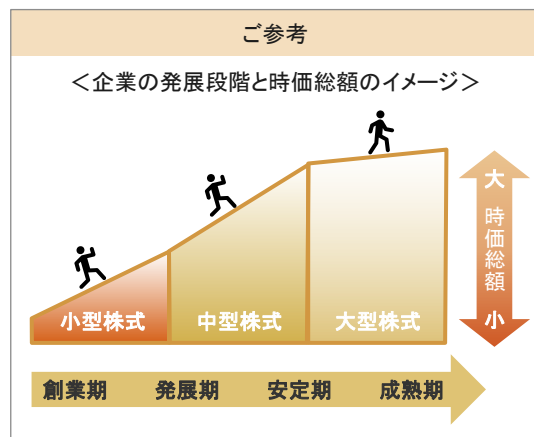 ご参考
＜企業の発展段階と時価総額のイメージ＞
小型株式
中型株式
大型株式
大
時価総額
小
創業期 発展期 安定期 成熟期